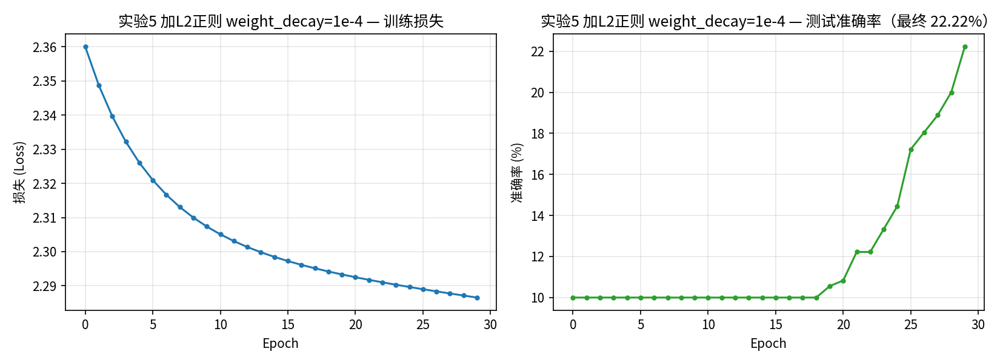 实验5 加L2正则 weight_decay=1e-4 — 训练损失
2.36
2.35
2.34
2.33
2.32
2.31
2.30
2.29
损失 (Loss)
0 5 10 15 20 25 30
Epoch
实验5 加L2正则 weight_decay=1e-4 — 测试准确率（最终 22.22%）
22
20
18
16
14
12
10
准确率 (%)
0 5 10 15 20 25 30
Epoch